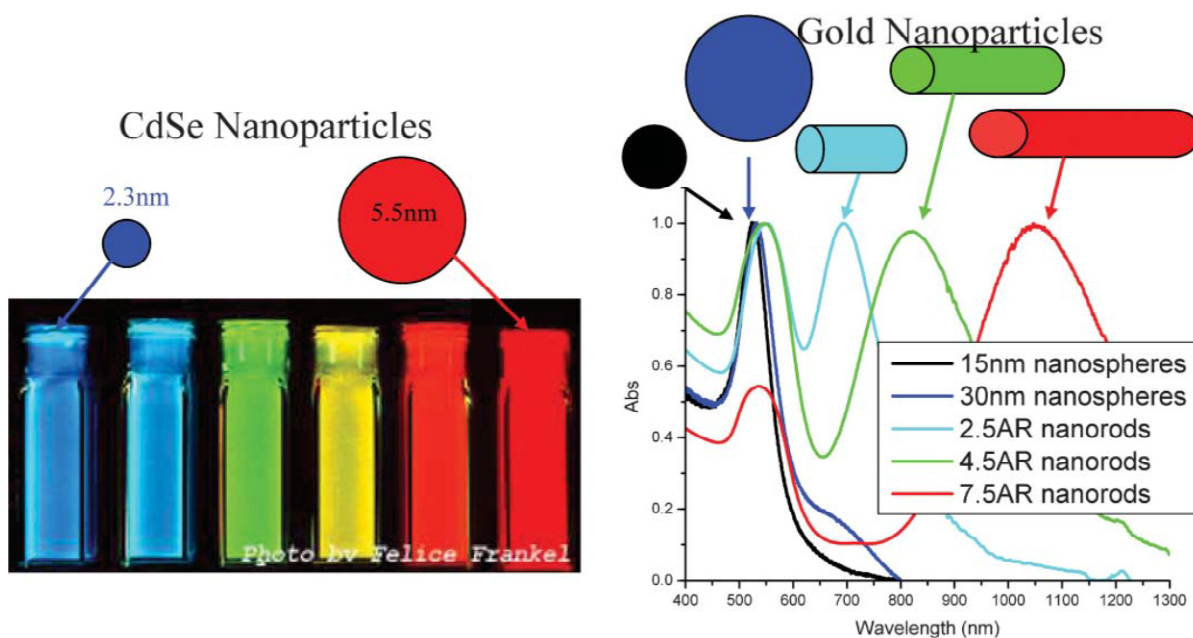 CdSe Nanoparticles
2.3nm
5.5nm
Photo by Felice Frankel
Gold Nanoparticles
1.0
0.8
0.6
0.4
0.2
0.0
Abs
15nm nanospheres
30nm nanospheres
2.5AR nanorods
4.5AR nanorods
7.5AR nanorods
400 500 600 700 800 900 1000 1100 1200 1300
Wavelength (nm)